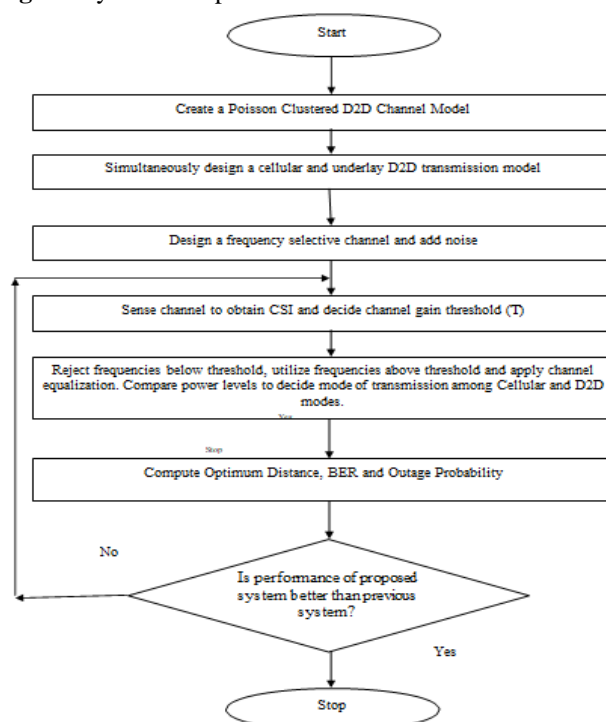 Start
Create a Poisson Clustered D2D Channel Model
Simultaneously design a cellular and underlay D2D transmission model
Design a frequency selective channel and add noise
Sense channel to obtain CSI and decide channel gain threshold (T)
Reject frequencies below threshold, utilize frequencies above threshold and apply channel
equalization. Compare power levels to decide mode of transmission among Cellular and D2D
modes.
Yes
Stop
Compute Optimum Distance, BER and Outage Probability
No
Is performance of proposed
system better than previous
system?
Yes
Stop